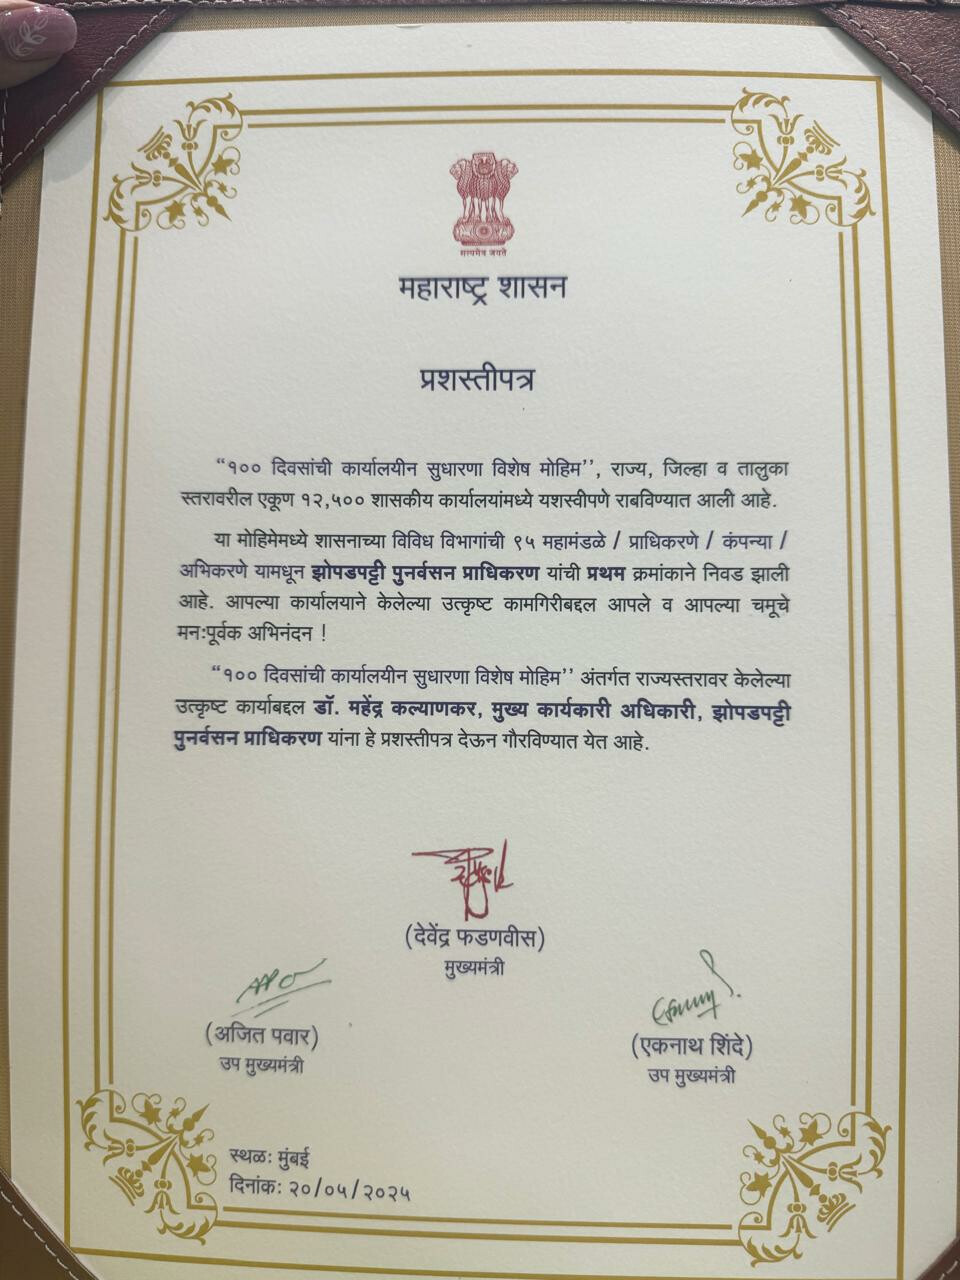 सत्यमेव जयते
महाराष्ट्र शासन
प्रशस्तीपत्र
“१०० दिवसांची कार्यालयीन सुधारणा विशेष मोहिम’’, राज्य, जिल्हा व तालुका
स्तरावरील एकूण १२,५०० शासकीय कार्यालयांमध्ये यशस्वीपणे राबविण्यात आली आहे.
या मोहिमेमध्ये शासनाच्या विविध विभागांची ९५ महामंडळे / प्राधिकरणे / कंपन्या /
अभिकरणे यामधून झोपडपट्टी पुनर्वसन प्राधिकरण यांची प्रथम क्रमांकाने निवड झाली
आहे. आपल्या कार्यालयाने केलेल्या उत्कृष्ट कामगिरीबद्दल आपले व आपल्या चमूचे
मनःपूर्वक अभिनंदन !
“१०० दिवसांची कार्यालयीन सुधारणा विशेष मोहिम’’ अंतर्गत राज्यस्तरावर केलेल्या
उत्कृष्ट कार्याबद्दल डॉ. महेंद्र कल्याणकर, मुख्य कार्यकारी अधिकारी, झोपडपट्टी
पुनर्वसन प्राधिकरण यांना हे प्रशस्तीपत्र देऊन गौरविण्यात येत आहे.
(देवेंद्र फडणवीस)
मुख्यमंत्री
(अजित पवार)
उप मुख्यमंत्री
(एकनाथ शिंदे)
उप मुख्यमंत्री
स्थळः मुंबई
दिनांकः २०/०५/२०२५